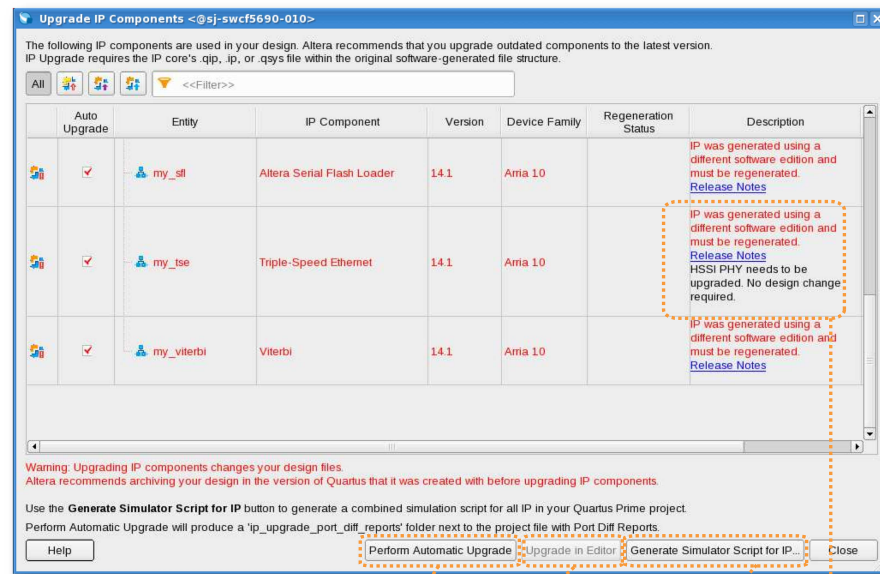 Upgrade IP Components <@sj-swcf5690-010>
The following IP components are used in your design. Altera recommends that you upgrade outdated components to the latest version.
IP Upgrade requires the IP core's .qip, .ip, or .qsys file within the original software-generated file structure.
All <<Filter>>
Auto Upgrade Entity IP Component Version Device Family Regeneration Status Description
my_sfl Altera Serial Flash Loader 14.1 Arria 10
IP was generated using a
different software edition and
must be regenerated.
Release Notes
my_tse Triple-Speed Ethernet 14.1 Arria 10
IP was generated using a
different software edition and
must be regenerated.
Release Notes
HSSI PHY needs to be
upgraded. No design change
required.
my_viterbi Viterbi 14.1 Arria 10
IP was generated using a
different software edition and
must be regenerated.
Release Notes
Warning: Upgrading IP components changes your design files.
Altera recommends archiving your design in the version of Quartus that it was created with before upgrading IP components.
Use the Generate Simulator Script for IP button to generate a combined simulation script for all IP in your Quartus Prime project.
Perform Automatic Upgrade will produce a 'ip_upgrade_port_diff_reports' folder next to the project file with Port Diff Reports.
Help Perform Automatic Upgrade Upgrade in Editor Generate Simulator Script for IP... Close